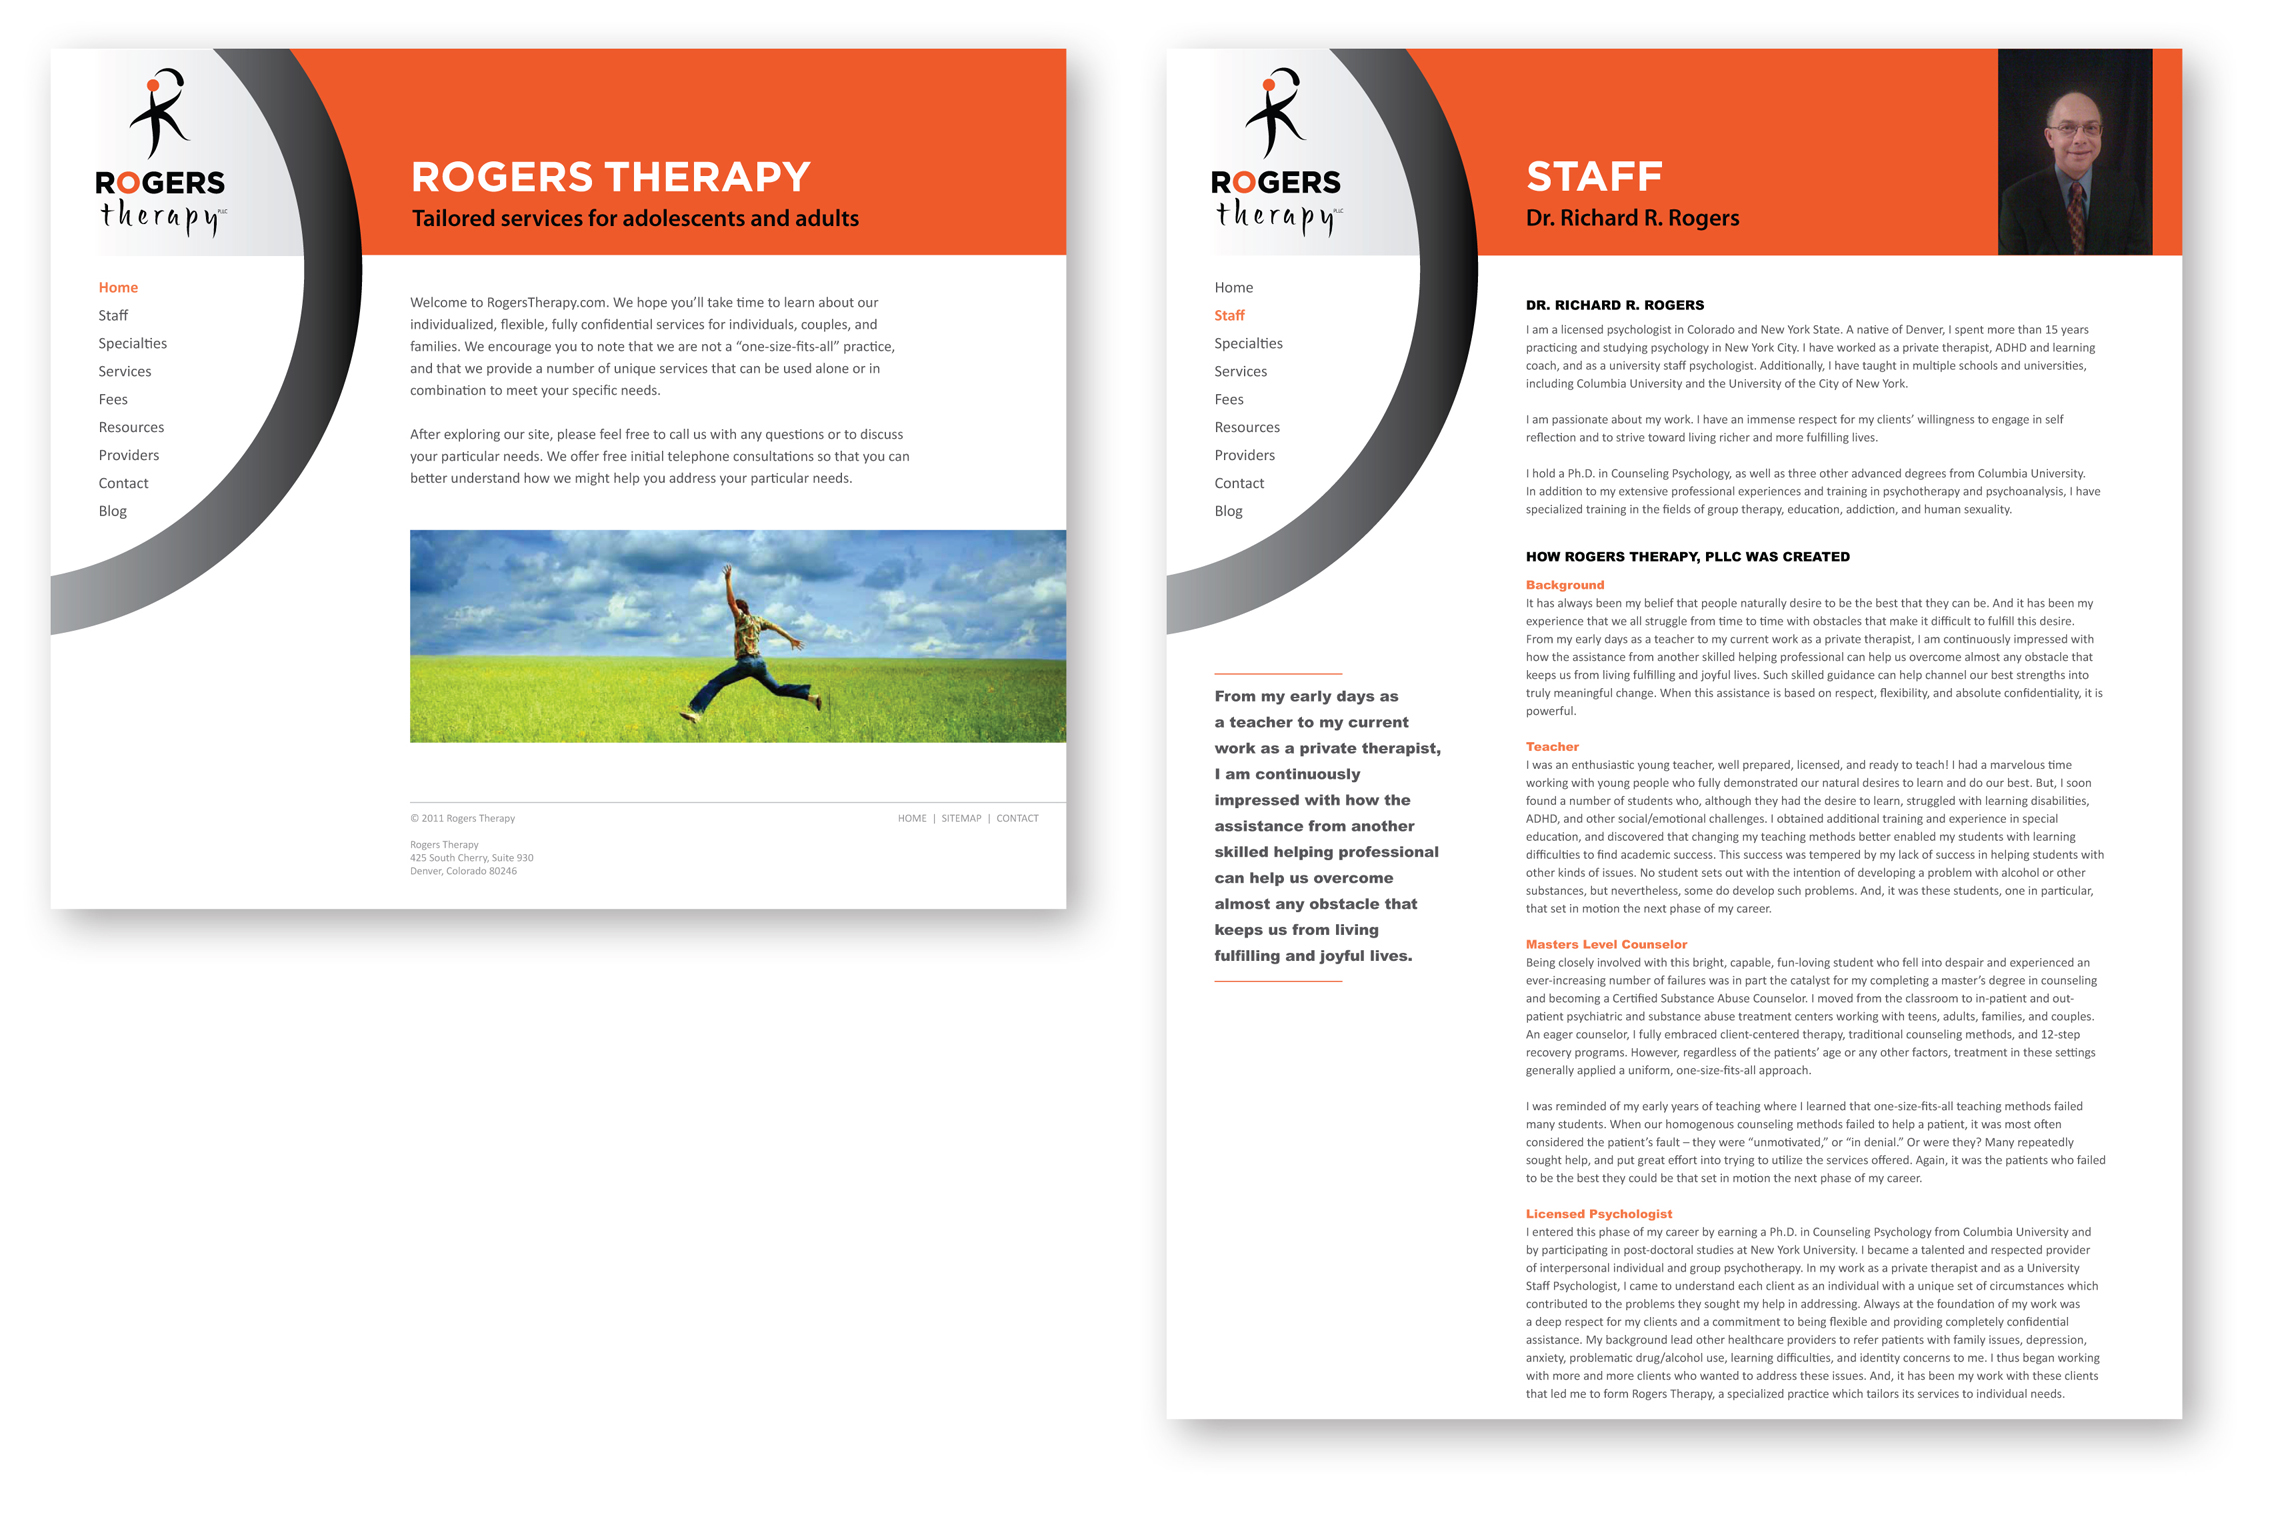 ROGERS
therapy PLLC
ROGERS THERAPY
Tailored services for adolescents and adults
Home
Staff
Specialties
Services
Fees
Resources
Providers
Contact
Blog
Welcome to RogersTherapy.com. We hope you’ll take time to learn about our
individualized, flexible, fully confidential services for individuals, couples, and
families. We encourage you to note that we are not a “one-size-fits-all” practice,
and that we provide a number of unique services that can be used alone or in
combination to meet your specific needs.
After exploring our site, please feel free to call us with any questions or to discuss
your particular needs. We offer free initial telephone consultations so that you can
better understand how we might help you address your particular needs.
© 2011 Rogers Therapy
HOME | SITEMAP | CONTACT
Rogers Therapy
425 South Cherry, Suite 930
Denver, Colorado 80246
ROGERS
therapy PLLC
STAFF
Dr. Richard R. Rogers
Home
Staff
Specialties
Services
Fees
Resources
Providers
Contact
Blog
From my early days as
a teacher to my current
work as a private therapist,
I am continuously
impressed with how the
assistance from another
skilled helping professional
can help us overcome
almost any obstacle that
keeps us from living
fulfilling and joyful lives.
DR. RICHARD R. ROGERS
I am a licensed psychologist in Colorado and New York State. A native of Denver, I spent more than 15 years
practicing and studying psychology in New York City. I have worked as a private therapist, ADHD and learning
coach, and as a university staff psychologist. Additionally, I have taught in multiple schools and universities,
including Columbia University and the University of the City of New York.
I am passionate about my work. I have an immense respect for my clients’ willingness to engage in self
reflection and to strive toward living richer and more fulfilling lives.
I hold a Ph.D. in Counseling Psychology, as well as three other advanced degrees from Columbia University.
In addition to my extensive professional experiences and training in psychotherapy and psychoanalysis, I have
specialized training in the fields of group therapy, education, addiction, and human sexuality.
HOW ROGERS THERAPY, PLLC WAS CREATED
Background
It has always been my belief that people naturally desire to be the best that they can be. And it has been my
experience that we all struggle from time to time with obstacles that make it difficult to fulfill this desire.
From my early days as a teacher to my current work as a private therapist, I am continuously impressed with
how the assistance from another skilled helping professional can help us overcome almost any obstacle that
keeps us from living fulfilling and joyful lives. Such skilled guidance can help channel our best strengths into
truly meaningful change. When this assistance is based on respect, flexibility, and absolute confidentiality, it is
powerful.
Teacher
I was an enthusiastic young teacher, well prepared, licensed, and ready to teach! I had a marvelous time
working with young people who fully demonstrated our natural desires to learn and do our best. But, I soon
found a number of students who, although they had the desire to learn, struggled with learning disabilities,
ADHD, and other social/emotional challenges. I obtained additional training and experience in special
education, and discovered that changing my teaching methods better enabled my students with learning
difficulties to find academic success. This success was tempered by my lack of success in helping students with
other kinds of issues. No student sets out with the intention of developing a problem with alcohol or other
substances, but nevertheless, some do develop such problems. And, it was these students, one in particular,
that set in motion the next phase of my career.
Masters Level Counselor
Being closely involved with this bright, capable, fun-loving student who fell into despair and experienced an
ever-increasing number of failures was in part the catalyst for my completing a master’s degree in counseling
and becoming a Certified Substance Abuse Counselor. I moved from the classroom to in-patient and out-
patient psychiatric and substance abuse treatment centers working with teens, adults, families, and couples.
An eager counselor, I fully embraced client-centered therapy, traditional counseling methods, and 12-step
recovery programs. However, regardless of the patients’ age or any other factors, treatment in these settings
generally applied a uniform, one-size-fits-all approach.
I was reminded of my early years of teaching where I learned that one-size-fits-all teaching methods failed
many students. When our homogenous counseling methods failed to help a patient, it was most often
considered the patient’s fault – they were “unmotivated,” or “in denial.” Or were they? Many repeatedly
sought help, and put great effort into trying to utilize the services offered. Again, it was the patients who failed
to be the best they could be that set in motion the next phase of my career.
Licensed Psychologist
I entered this phase of my career by earning a Ph.D. in Counseling Psychology from Columbia University and
by participating in post-doctoral studies at New York University. I became a talented and respected provider
of interpersonal individual and group psychotherapy. In my work as a private therapist and as a University
Staff Psychologist, I came to understand each client as an individual with a unique set of circumstances which
contributed to the problems they sought my help in addressing. Always at the foundation of my work was
a deep respect for my clients and a commitment to being flexible and providing completely confidential
assistance. My background lead other healthcare providers to refer patients with family issues, depression,
anxiety, problematic drug/alcohol use, learning difficulties, and identity concerns to me. I thus began working
with more and more clients who wanted to address these issues. And, it has been my work with these clients
that led me to form Rogers Therapy, a specialized practice which tailors its services to individual needs.